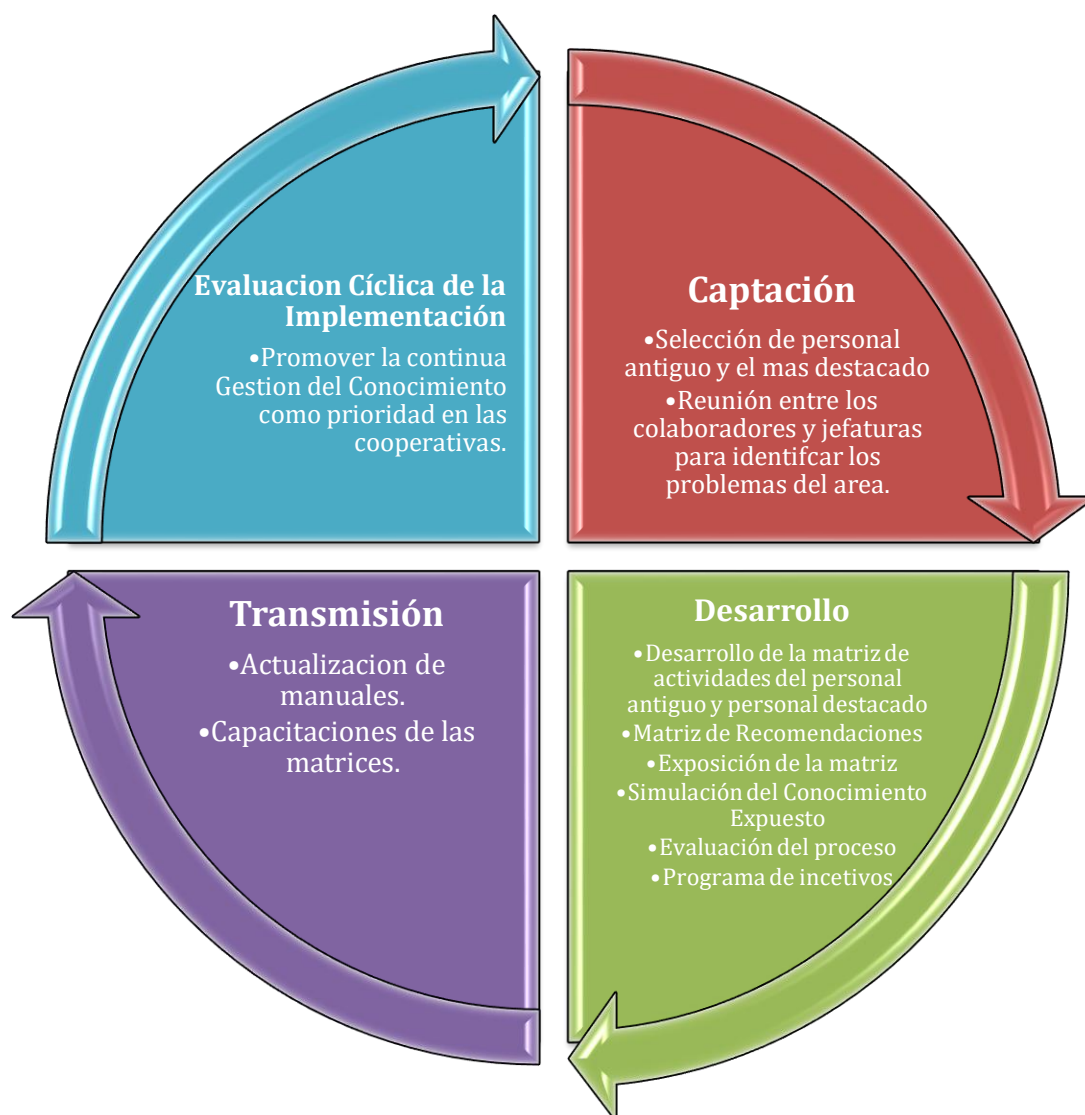 Evaluacion Cíclica de la
Implementación
•Promover la continua
Gestion del Conocimiento
como prioridad en las
cooperativas.
Captación
•Selección de personal
antiguo y el mas destacado
•Reunión entre los
colaboradores y jefaturas
para identifcar los
problemas del area.
Transmisión
•Actualizacion de
manuales.
•Capacitaciones de las
matrices.
Desarrollo
•Desarrollo de la matriz de
actividades del personal
antiguo y personal destacado
•Matriz de Recomendaciones
•Exposición de la matriz
•Simulación del Conocimiento
Expuesto
•Evaluación del proceso
•Programa de incetivos